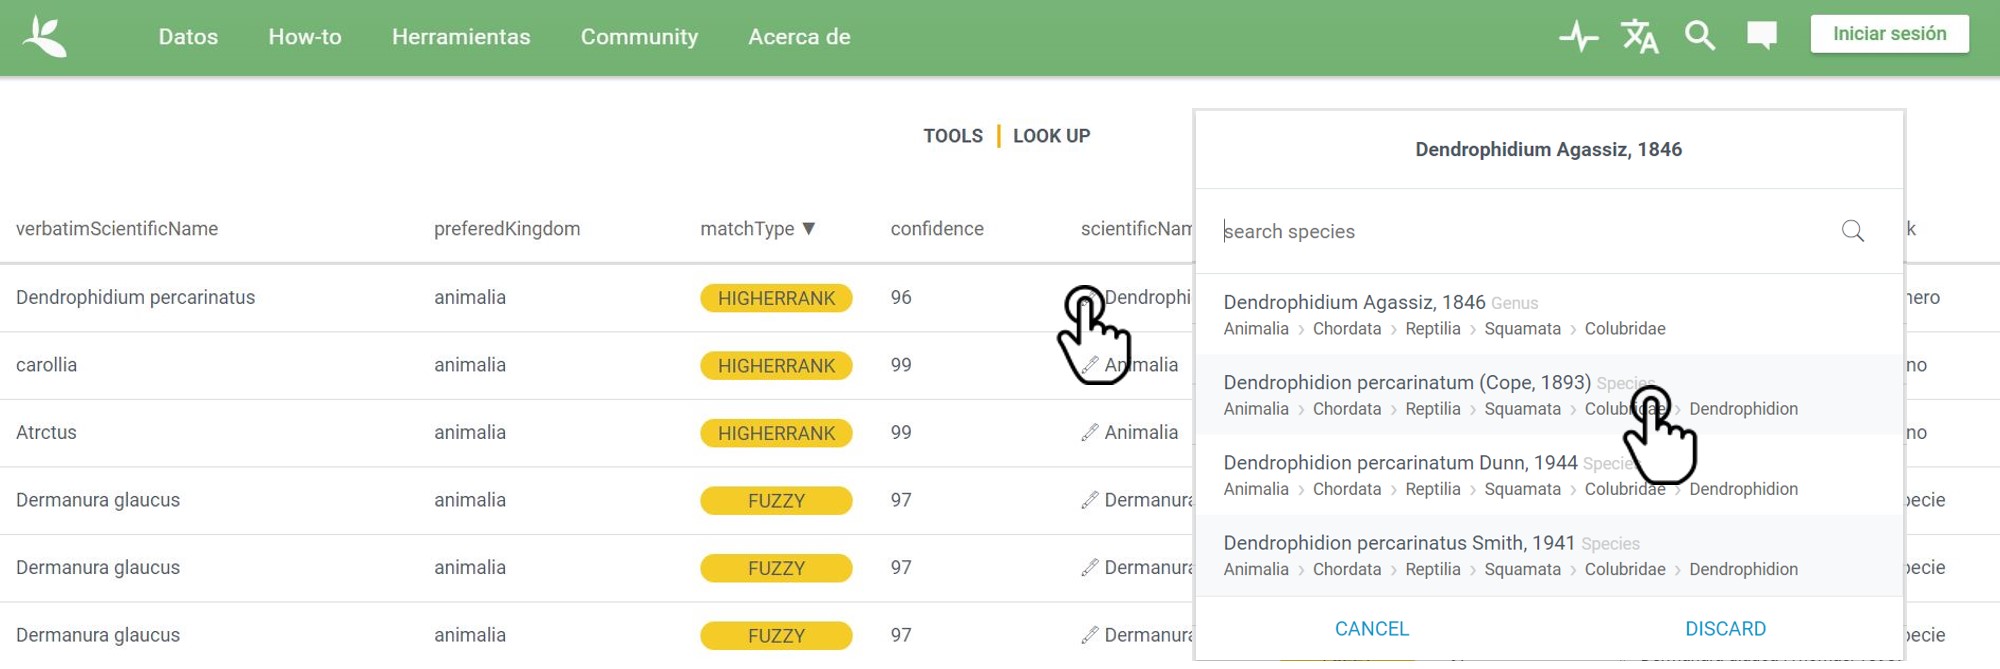 Datos How-to Herramientas Community Acerca de Iniciar sesión
TOOLS LOOK UP
verbatimScientificName preferedKingdom matchType ▼ confidence scientificNam k
Dendrophidium percarinatus animalia HIGHERRANK 96 Dendrophi nero
carollia animalia HIGHERRANK 99 Animalia no
Atrctus animalia HIGHERRANK 99 Animalia no
Dermanura glaucus animalia FUZZY 97 Dermanura pecie
Dermanura glaucus animalia FUZZY 97 Dermanura pecie
Dermanura glaucus animalia FUZZY 97 Dermanura pecie
Dendrophidium Agassiz, 1846
search species
Dendrophidium Agassiz, 1846 Genus
Animalia › Chordata › Reptilia › Squamata › Colubridae
Dendrophidion percarinatum (Cope, 1893) Species
Animalia › Chordata › Reptilia › Squamata › Colubridae › Dendrophidion
Dendrophidion percarinatum Dunn, 1944 Species
Animalia › Chordata › Reptilia › Squamata › Colubridae › Dendrophidion
Dendrophidion percarinatus Smith, 1941 Species
Animalia › Chordata › Reptilia › Squamata › Colubridae › Dendrophidion
CANCEL DISCARD